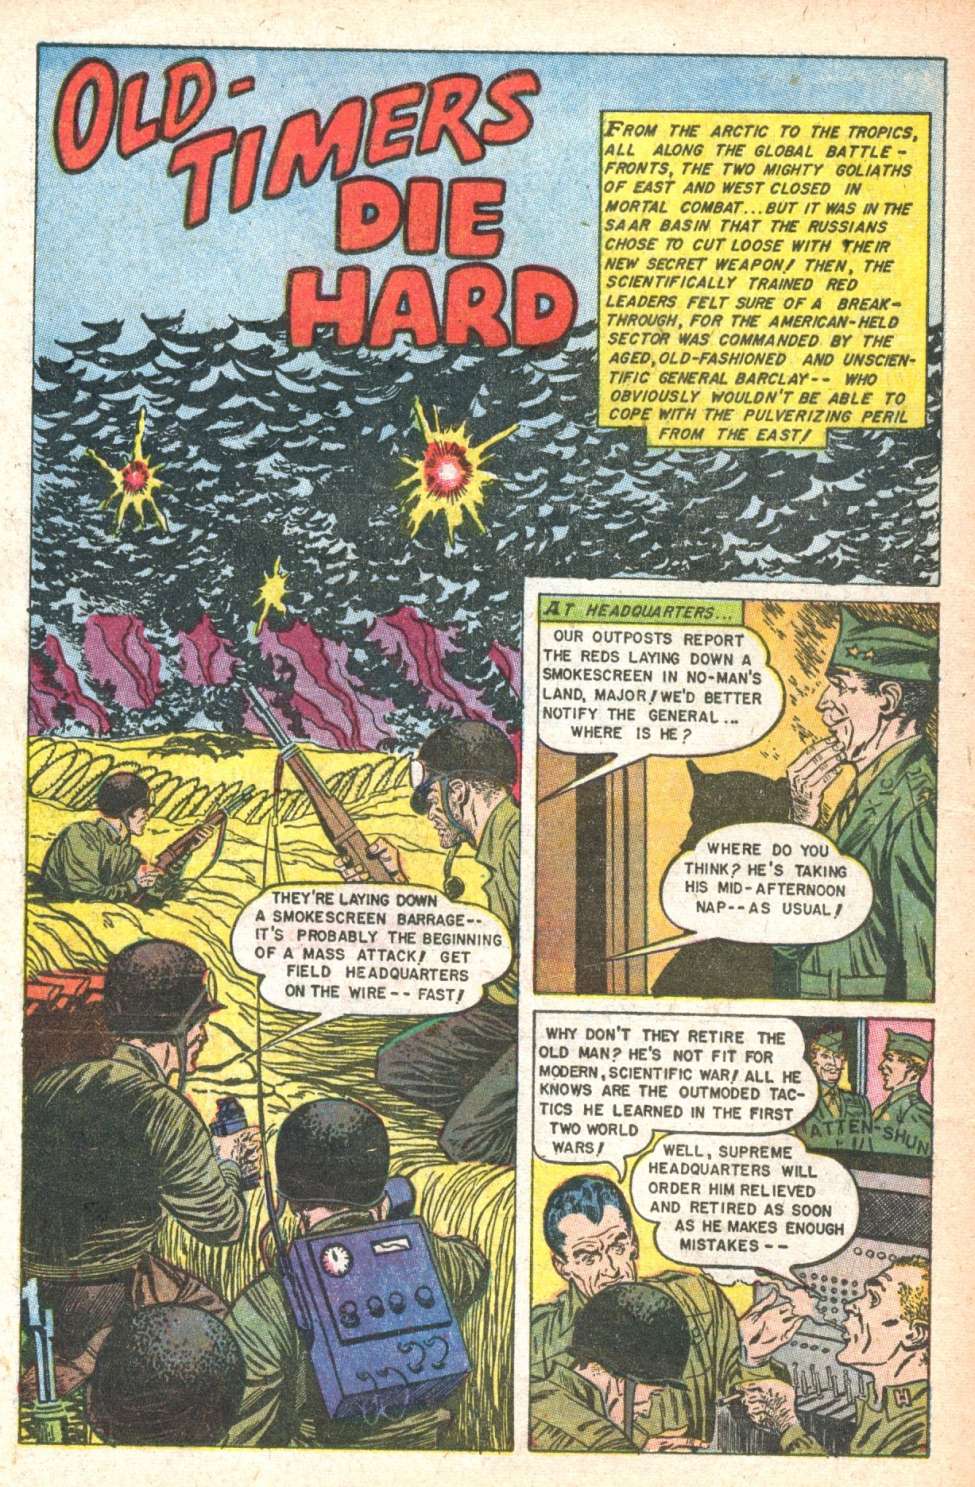 OLD-
TIMERS
DIE
HARD
FROM THE ARCTIC TO THE TROPICS,
ALL ALONG THE GLOBAL BATTLE-
FRONTS, THE TWO MIGHTY GOLIATHS
OF EAST AND WEST CLOSED IN
MORTAL COMBAT... BUT IT WAS IN THE
SAAR BASIN THAT THE RUSSIANS
CHOSE TO CUT LOOSE WITH THEIR
NEW SECRET WEAPON! THEN, THE
SCIENTIFICALLY TRAINED RED
LEADERS FELT SURE OF A BREAK-
THROUGH, FOR THE AMERICAN-HELD
SECTOR WAS COMMANDED BY THE
AGED, OLD-FASHIONED AND UNSCIEN-
TIFIC GENERAL BARCLAY-- WHO
OBVIOUSLY WOULDN'T BE ABLE TO
COPE WITH THE PULVERIZING PERIL
FROM THE EAST!
THEY'RE LAYING DOWN
A SMOKESCREEN BARRAGE--
IT'S PROBABLY THE BEGINNING
OF A MASS ATTACK! GET
FIELD HEADQUARTERS
ON THE WIRE-- FAST!
AT HEADQUARTERS...
OUR OUTPOSTS REPORT
THE REDS LAYING DOWN A
SMOKESCREEN IN NO-MAN'S
LAND, MAJOR! WE'D BETTER
NOTIFY THE GENERAL...
WHERE IS HE?
WHERE DO YOU
THINK? HE'S TAKING
HIS MID-AFTERNOON
NAP-- AS USUAL!
WHY DON'T THEY RETIRE THE
OLD MAN? HE'S NOT FIT FOR
MODERN, SCIENTIFIC WAR! ALL HE
KNOWS ARE THE OUTMODED TAC-
TICS HE LEARNED IN THE FIRST
TWO WORLD
WARS!
ATTEN-SHUN
WELL, SUPREME
HEADQUARTERS WILL
ORDER HIM RELIEVED
AND RETIRED AS SOON
AS HE MAKES ENOUGH
MISTAKES--